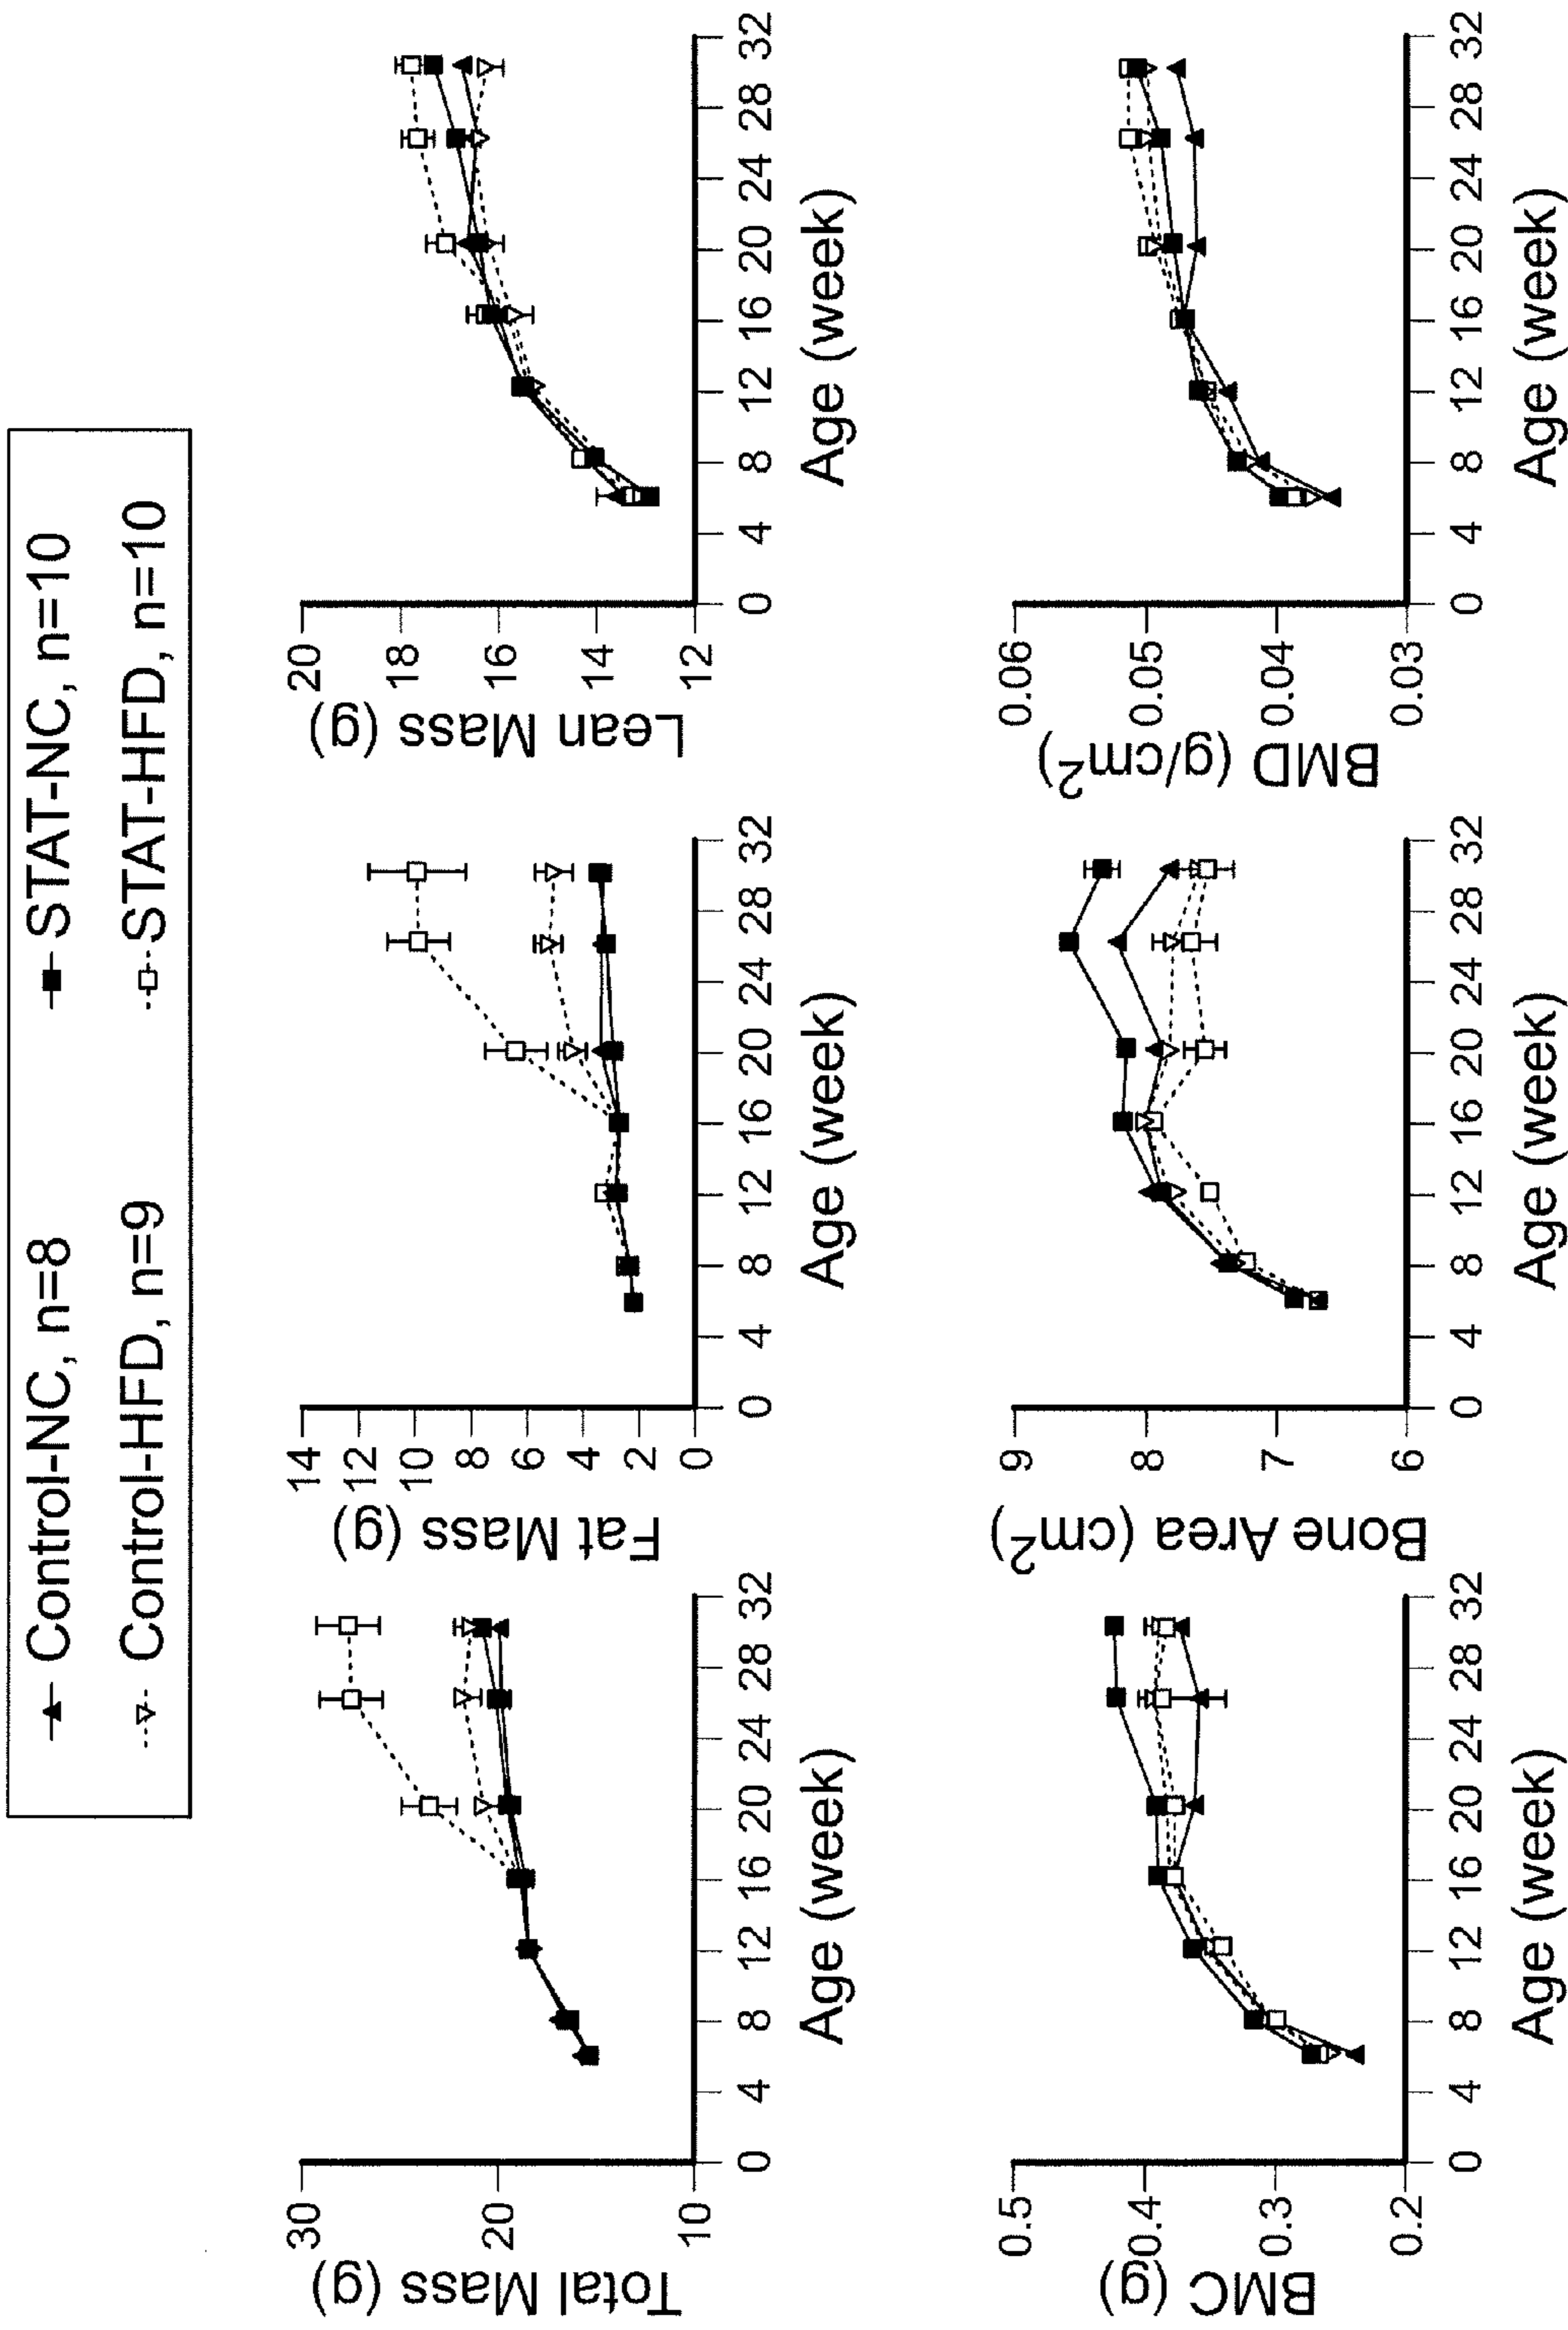 Control-NC, n=8
STAT-NC, n=10
Control-HFD, n=9
STAT-HFD, n=10
Total Mass (g)
30
20
10
0 4 8 12 16 20 24 28 32
Age (week)
Fat Mass (g)
14
12
10
8
6
4
2
0
0 4 8 12 16 20 24 28 32
Age (week)
Lean Mass (g)
20
18
16
14
12
0 4 8 12 16 20 24 28 32
Age (week)
BMC (g)
0.5
0.4
0.3
0.2
0 4 8 12 16 20 24 28 32
Age (week)
Bone Area (cm²)
9
8
7
6
0 4 8 12 16 20 24 28 32
Age (week)
BMD (g/cm²)
0.06
0.05
0.04
0.03
0 4 8 12 16 20 24 28 32
Age (week)